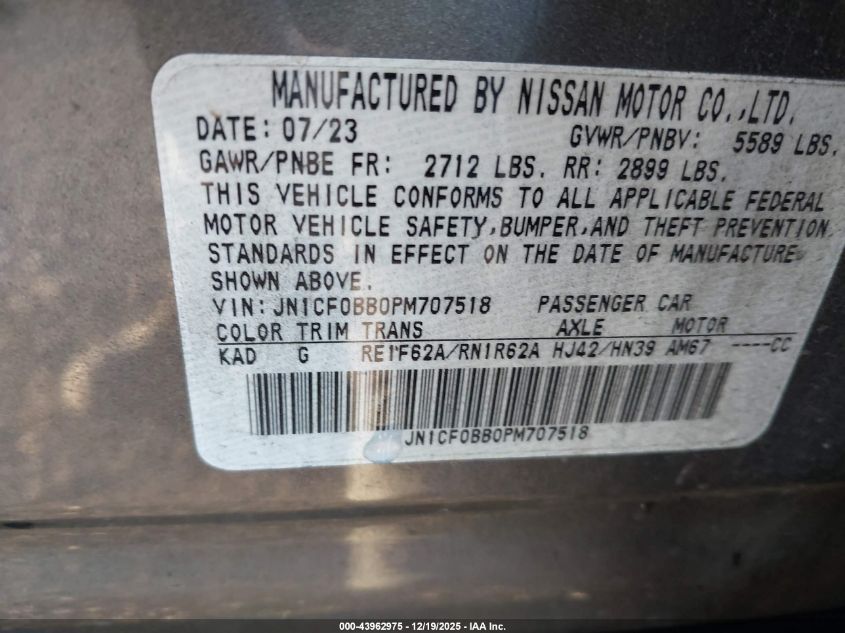 MANUFACTURED BY NISSAN MOTOR CO.,LTD.
DATE: 07/23 GVWR/PNBV: 5589 LBS.
GAWR/PNBE FR: 2712 LBS. RR: 2899 LBS.
THIS VEHICLE CONFORMS TO ALL APPLICABLE FEDERAL
MOTOR VEHICLE SAFETY,BUMPER,AND THEFT PREVENTION
STANDARDS IN EFFECT ON THE DATE OF MANUFACTURE
SHOWN ABOVE.
VIN:JN1CF0BB0PM707518 PASSENGER CAR
COLOR TRIM TRANS AXLE MOTOR
KAD G RE1F62A/RN1R62A HJ42/HN39 AM67 ----CC
JN1CF0BB0PM707518
000-43962975 - 12/19/2025 - IAA Inc.